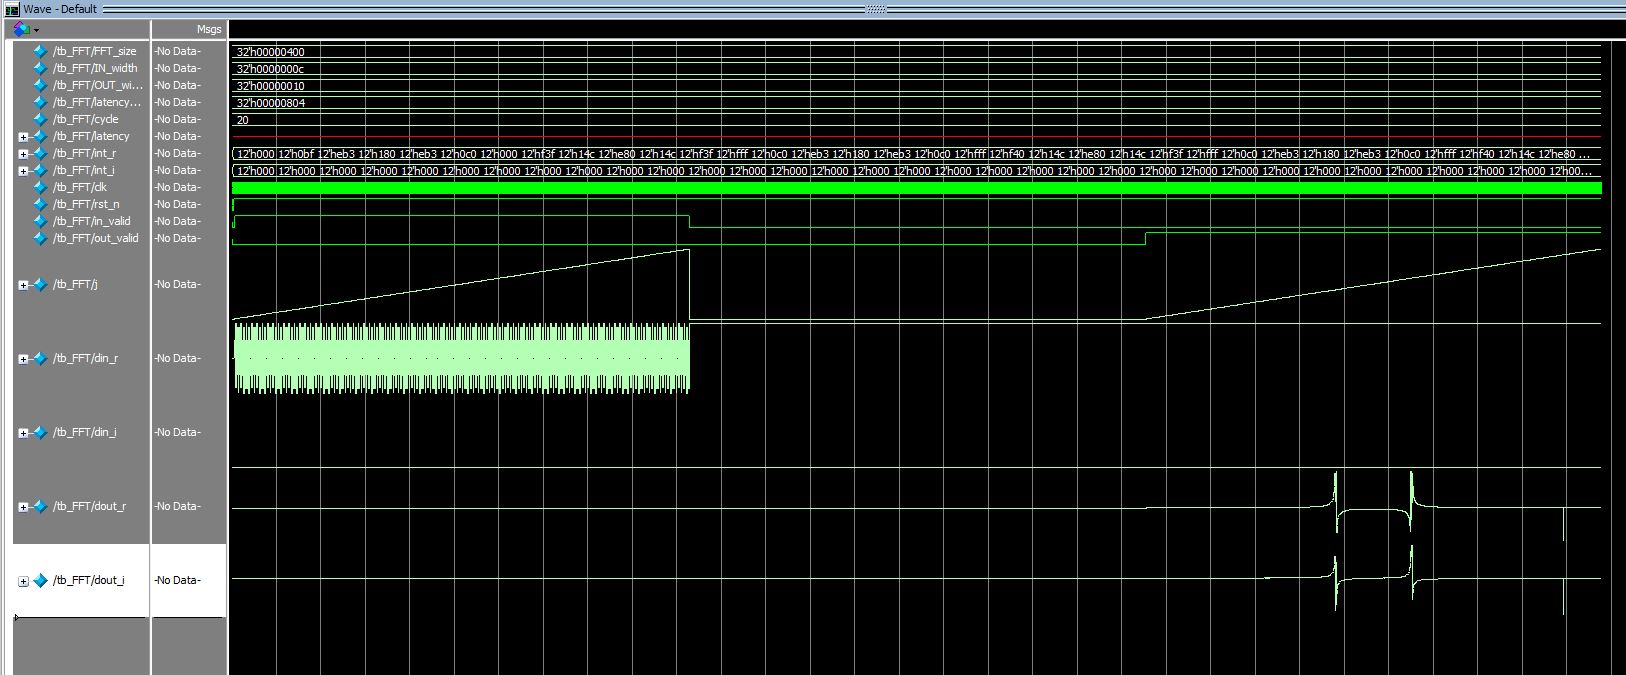 Wave - Default
Msgs
/tb_FFT/FFT_size -No Data- 32'h00000400
/tb_FFT/IN_width -No Data- 32'h0000000c
/tb_FFT/OUT_wi... -No Data- 32'h00000010
/tb_FFT/latency... -No Data- 32'h00000804
/tb_FFT/cycle -No Data- 20
/tb_FFT/latency -No Data-
/tb_FFT/int_r -No Data- 12'h000 12'h0bf 12'heb3 12'h180 12'heb3 12'h0c0 12'h000 12'hf3f 12'h14c 12'he80 12'h14c 12'hf3f 12'hfff 12'h0c0 12'heb3 12'h180 12'heb3 12'h0c0 12'hfff 12'hf40 12'h14c 12'he80 12'h14c 12'hf3f 12'hfff 12'h0c0 12'heb3 12'h180 12'heb3 12'h0c0 12'hfff 12'hf40 12'h14c 12'he80 ...
/tb_FFT/int_i -No Data- 12'h000 12'h000 12'h000 12'h000 12'h000 12'h000 12'h000 12'h000 12'h000 12'h000 12'h000 12'h000 12'h000 12'h000 12'h000 12'h000 12'h000 12'h000 12'h000 12'h000 12'h000 12'h000 12'h000 12'h000 12'h000 12'h000 12'h000 12'h000 12'h000 12'h000 12'h000 12'h000 12'h000 12'h00...
/tb_FFT/clk -No Data-
/tb_FFT/rst_n -No Data-
/tb_FFT/in_valid -No Data-
/tb_FFT/out_valid -No Data-
/tb_FFT/j -No Data-
/tb_FFT/din_r -No Data-
/tb_FFT/din_i -No Data-
/tb_FFT/dout_r -No Data-
/tb_FFT/dout_i -No Data-